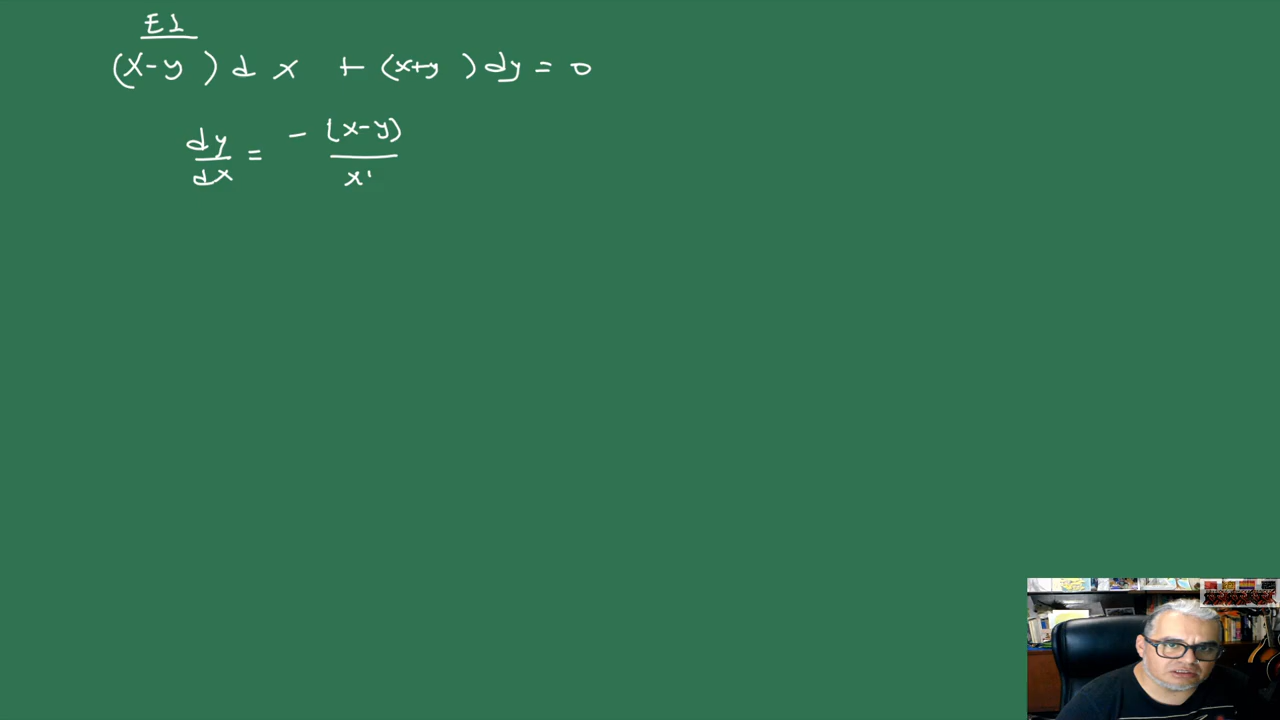 E1
(x-y) dx + (x+y) dy = 0
dy/dx = - (x-y)/x'